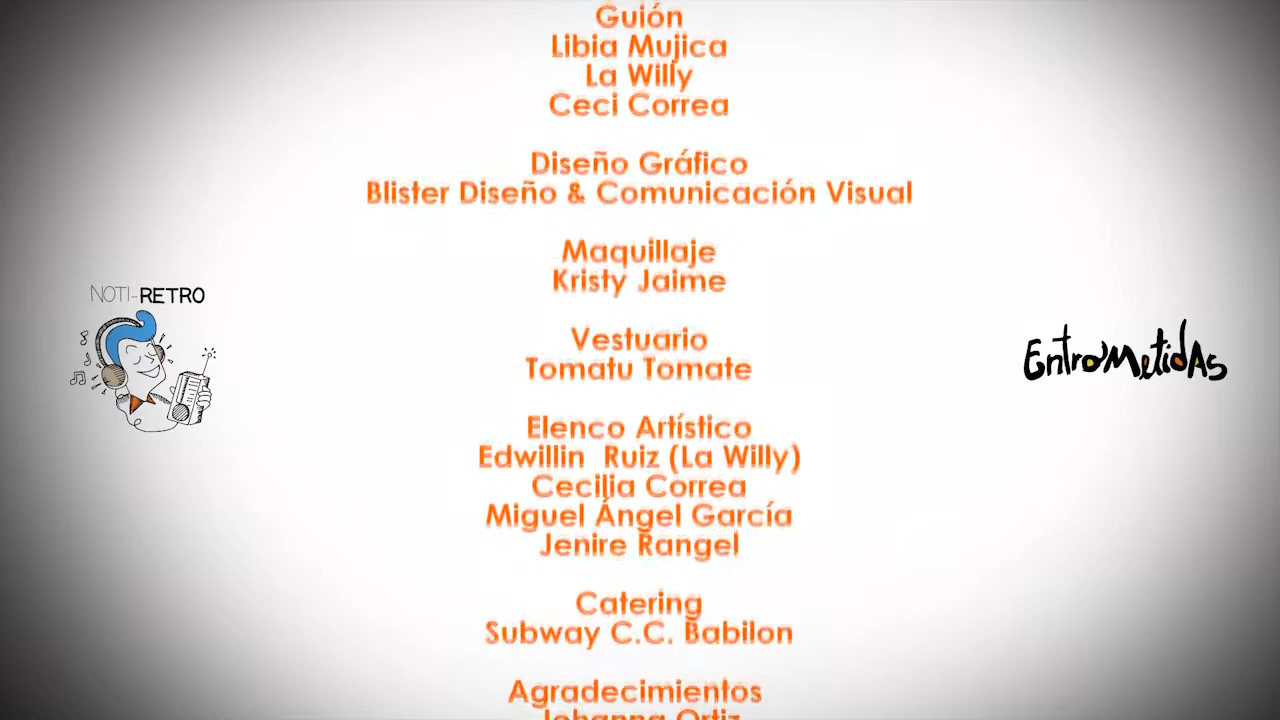 Guión
Libia Mujica
La Willy
Ceci Correa
Diseño Gráfico
Blister Diseño & Comunicación Visual
Maquillaje
Kristy Jaime
NOTI-RETRO
Vestuario
Tomatu Tomate
EntromeTidAs
Elenco Artístico
Edwillin Ruiz (La Willy)
Cecilia Correa
Miguel Ángel García
Jenire Rangel
Catering
Subway C.C. Babilon
Agradecimientos
Johanna Ortiz